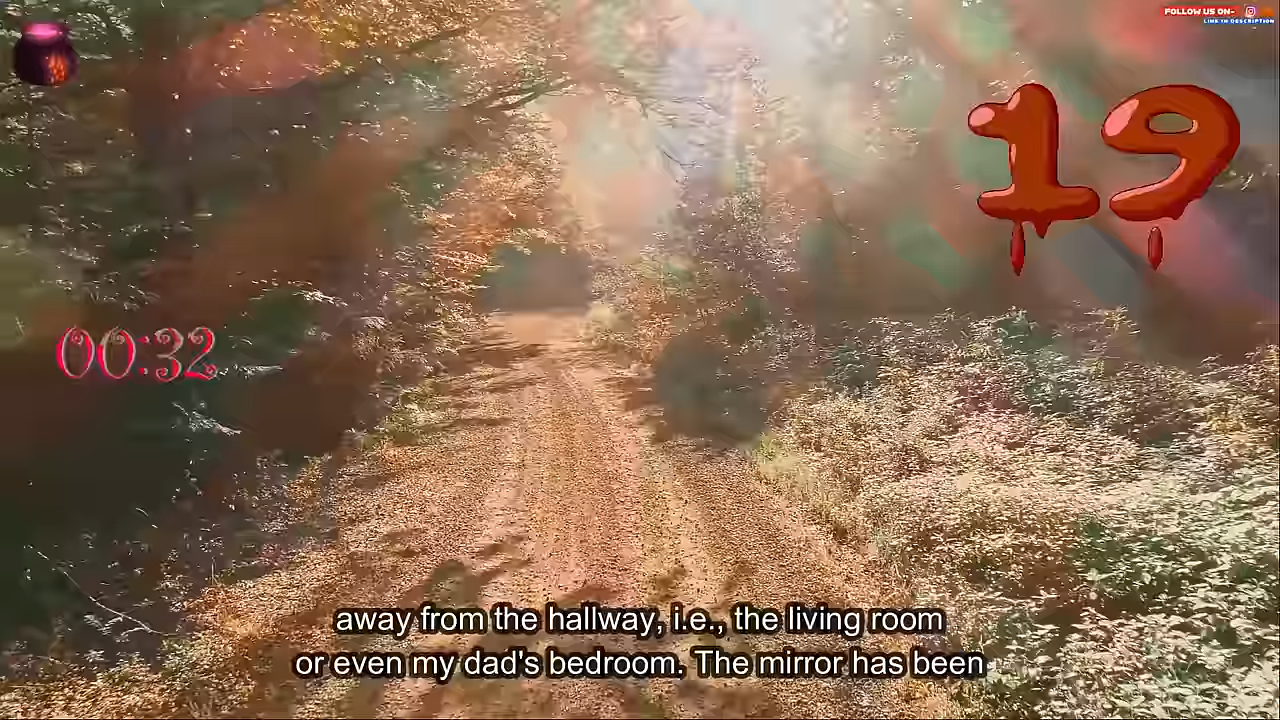 FOLLOW US ON-
LINK IN DESCRIPTION
19
00:32
away from the hallway, i.e., the living room
or even my dad's bedroom. The mirror has been